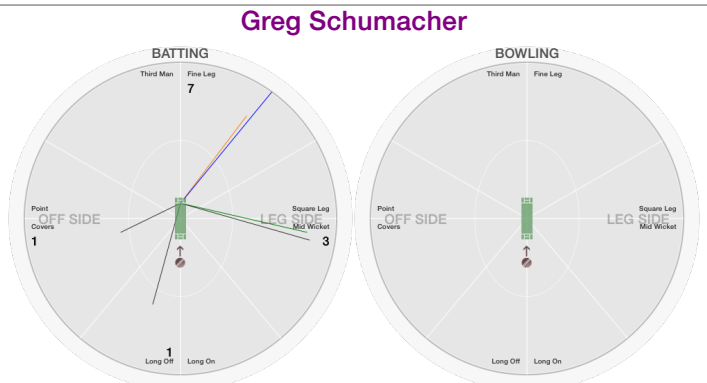 Greg Schumacher
BATTING
Third Man Fine Leg
7
Point Square Leg
OFF SIDE LEG SIDE
Covers Mid Wicket
1 3
1
Long Off Long On
BOWLING
Third Man Fine Leg
Point Square Leg
OFF SIDE LEG SIDE
Covers Mid Wicket
Long Off Long On